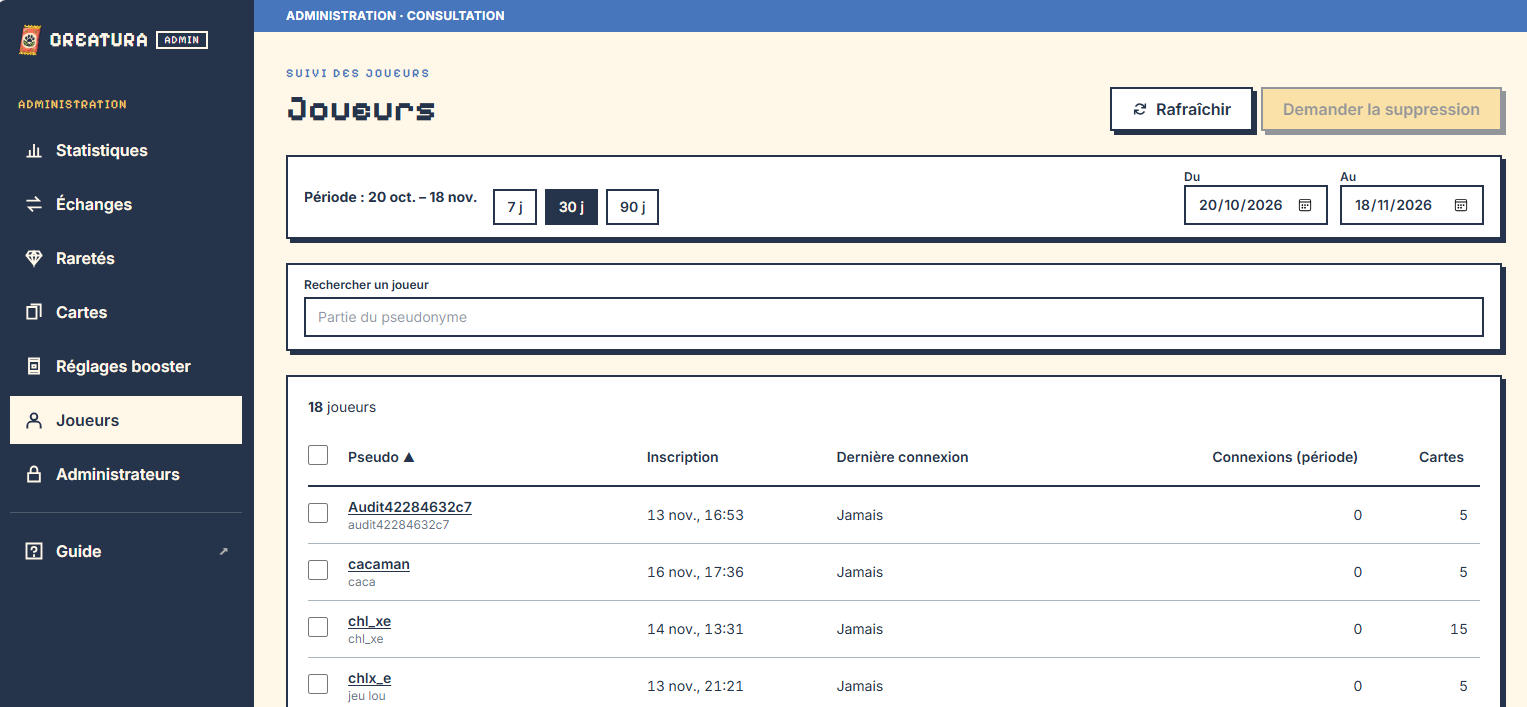 ADMINISTRATION · CONSULTATION
CREATURA ADMIN
ADMINISTRATION
Statistiques
Échanges
Raretés
Cartes
Réglages booster
Joueurs
Administrateurs
Guide
SUIVI DES JOUEURS
Joueurs
Rafraîchir
Demander la suppression
Période : 20 oct. – 18 nov.
7 j
30 j
90 j
Du
20/10/2026
Au
18/11/2026
Rechercher un joueur
Partie du pseudonyme
18 joueurs
Pseudo ▲ Inscription Dernière connexion Connexions (période) Cartes
Audit42284632c7 13 nov., 16:53 Jamais 0 5
audit42284632c7
cacaman 16 nov., 17:36 Jamais 0 5
caca
chl_xe 14 nov., 13:31 Jamais 0 15
chl_xe
chlx_e 13 nov., 21:21 Jamais 0 5
jeu lou